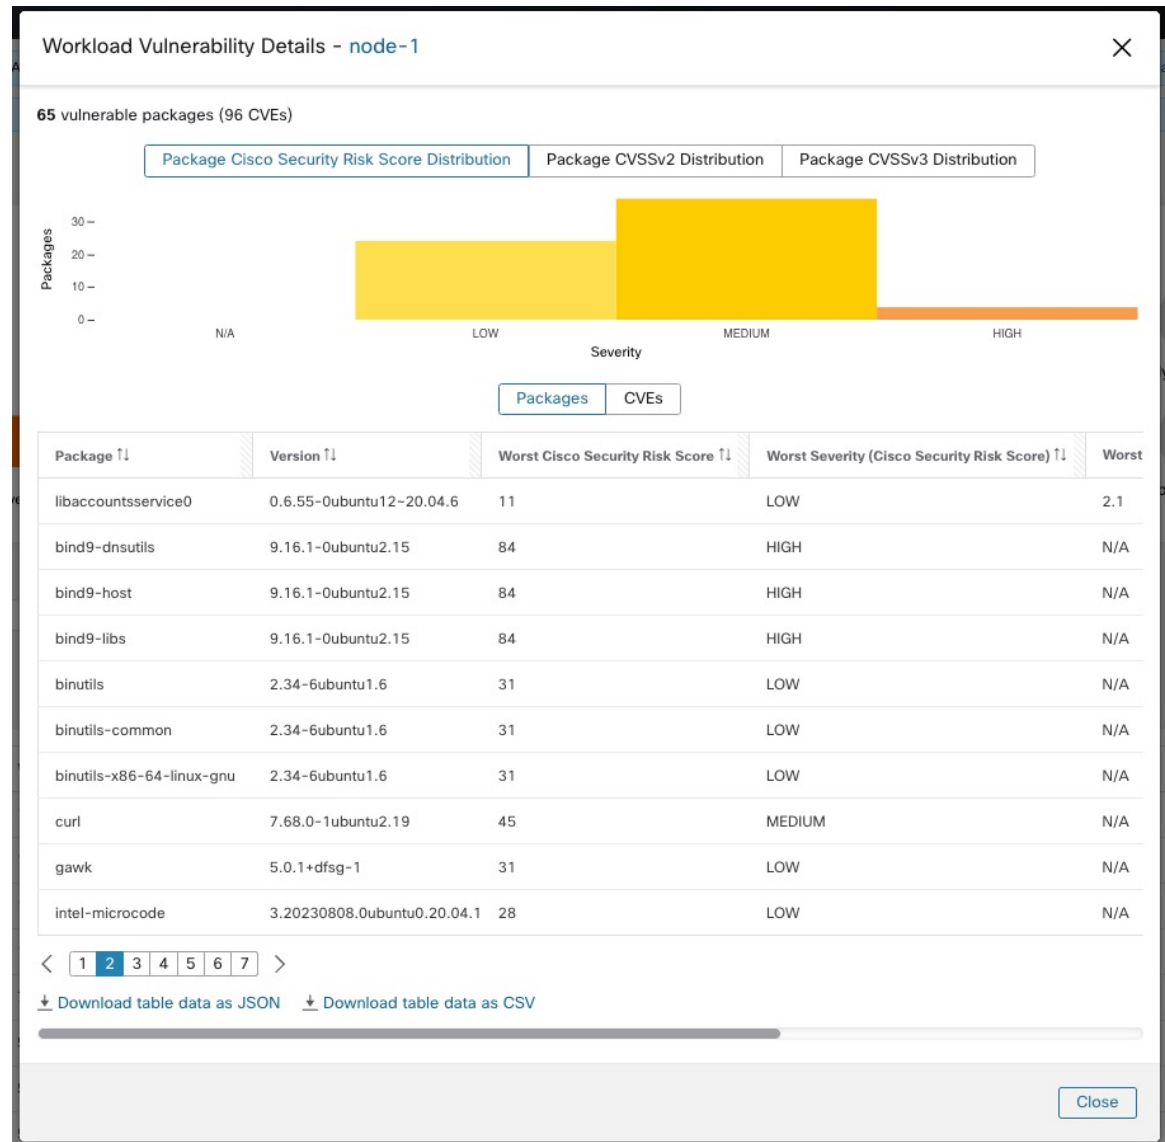 Workload Vulnerability Details - node-1
65 vulnerable packages (96 CVEs)
Package Cisco Security Risk Score Distribution Package CVSSv2 Distribution Package CVSSv3 Distribution
Packages
30
20
10
0
N/A LOW MEDIUM HIGH
Severity
Packages CVEs
Package Version Worst Cisco Security Risk Score Worst Severity (Cisco Security Risk Score) Worst
libaccountsservice0 0.6.55-0ubuntu12~20.04.6 11 LOW 2.1
bind9-dnsutils 9.16.1-0ubuntu2.15 84 HIGH N/A
bind9-host 9.16.1-0ubuntu2.15 84 HIGH N/A
bind9-libs 9.16.1-0ubuntu2.15 84 HIGH N/A
binutils 2.34-6ubuntu1.6 31 LOW N/A
binutils-common 2.34-6ubuntu1.6 31 LOW N/A
binutils-x86-64-linux-gnu 2.34-6ubuntu1.6 31 LOW N/A
curl 7.68.0-1ubuntu2.19 45 MEDIUM N/A
gawk 5.0.1+dfsg-1 31 LOW N/A
intel-microcode 3.20230808.0ubuntu0.20.04.1 28 LOW N/A
1 2 3 4 5 6 7
Download table data as JSON Download table data as CSV
Close